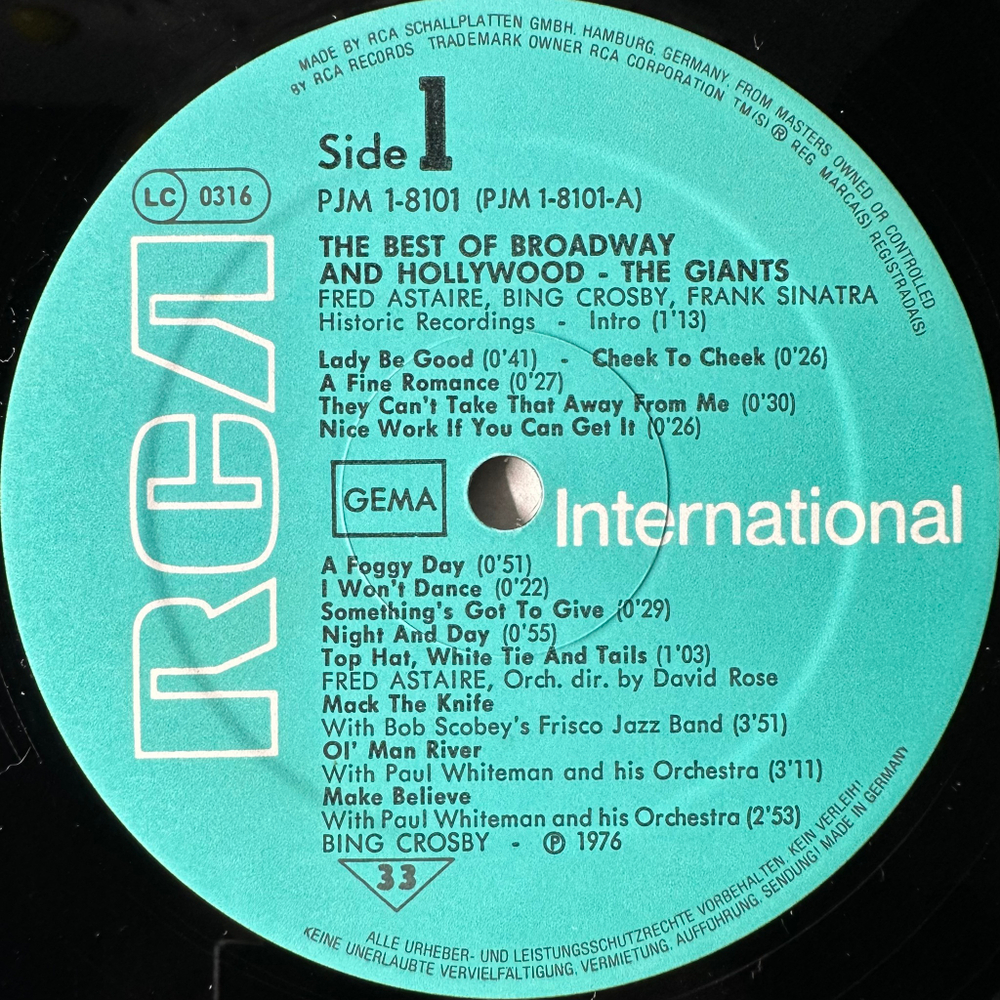 MADE BY RCA SCHALLPLATTEN GMBH. HAMBURG. GERMANY. FROM MASTERS OWNED OR CONTROLLED
BY RCA RECORDS TRADEMARK OWNER RCA CORPORATION TM(S) ® REG. MARCA(S) REGISTRADA(S)
Side 1
LC 0316
PJM 1-8101 (PJM 1-8101-A)
THE BEST OF BROADWAY
AND HOLLYWOOD - THE GIANTS
FRED ASTAIRE, BING CROSBY, FRANK SINATRA
Historic Recordings - Intro (1'13)
Lady Be Good (0'41) - Cheek To Cheek (0'26)
A Fine Romance (0'27)
They Can't Take That Away From Me (0'30)
Nice Work If You Can Get It (0'26)
RCA
GEMA
International
A Foggy Day (0'51)
I Won't Dance (0'22)
Something's Got To Give (0'29)
Night And Day (0'55)
Top Hat, White Tie And Tails (1'03)
FRED ASTAIRE, Orch. dir. by David Rose
Mack The Knife
With Bob Scobey's Frisco Jazz Band (3'51)
Ol' Man River
With Paul Whiteman and his Orchestra (3'11)
Make Believe
With Paul Whiteman and his Orchestra (2'53)
BING CROSBY - ℗ 1976
33
ALLE URHEBER- UND LEISTUNGSSCHUTZRECHTE VORBEHALTEN. KEIN VERLEIH!
KEINE UNERLAUBTE VERVIELFÄLTIGUNG, VERMIETUNG, AUFFÜHRUNG, SENDUNG! MADE IN GERMANY